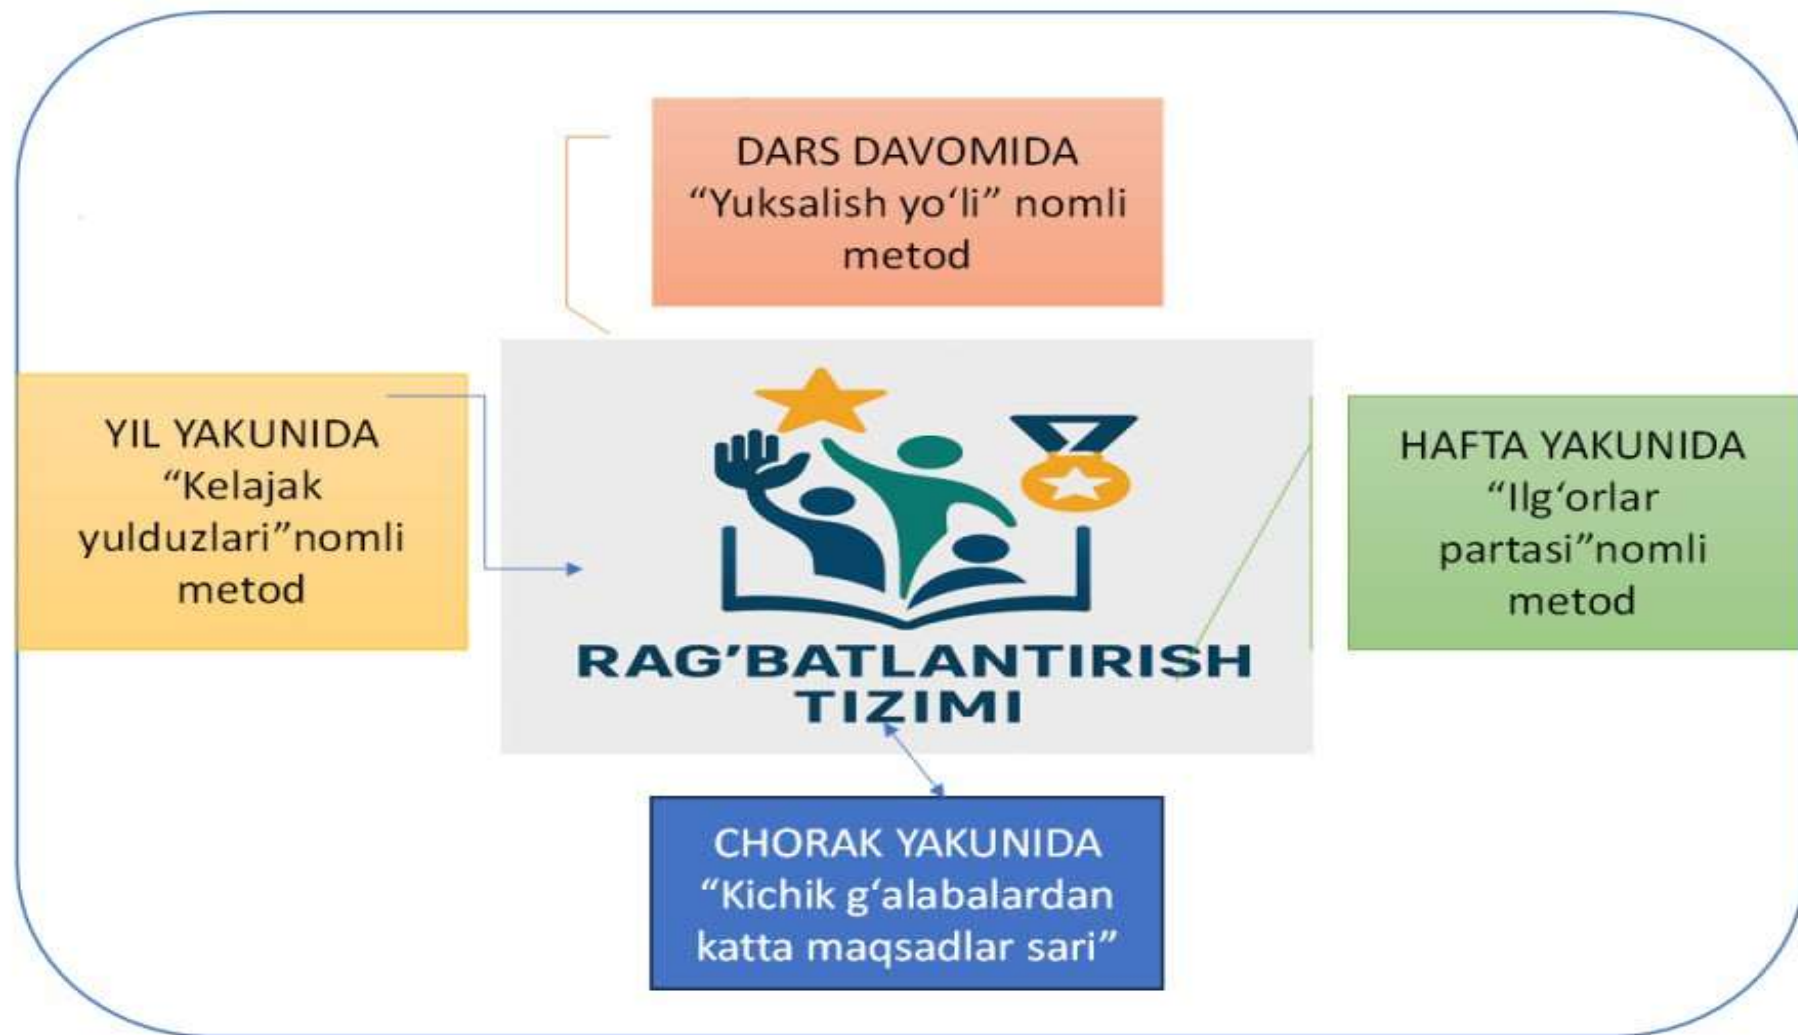 DARS DAVOMIDA
“Yuksalish yo‘li” nomli
metod
YIL YAKUNIDA
“Kelajak
yulduzlari”nomli
metod
RAG’BATLANTIRISH
TIZIMI
HAFTA YAKUNIDA
“Ilg‘orlar
partasi”nomli
metod
CHORAK YAKUNIDA
“Kichik g‘alabalardan
katta maqsadlar sari”